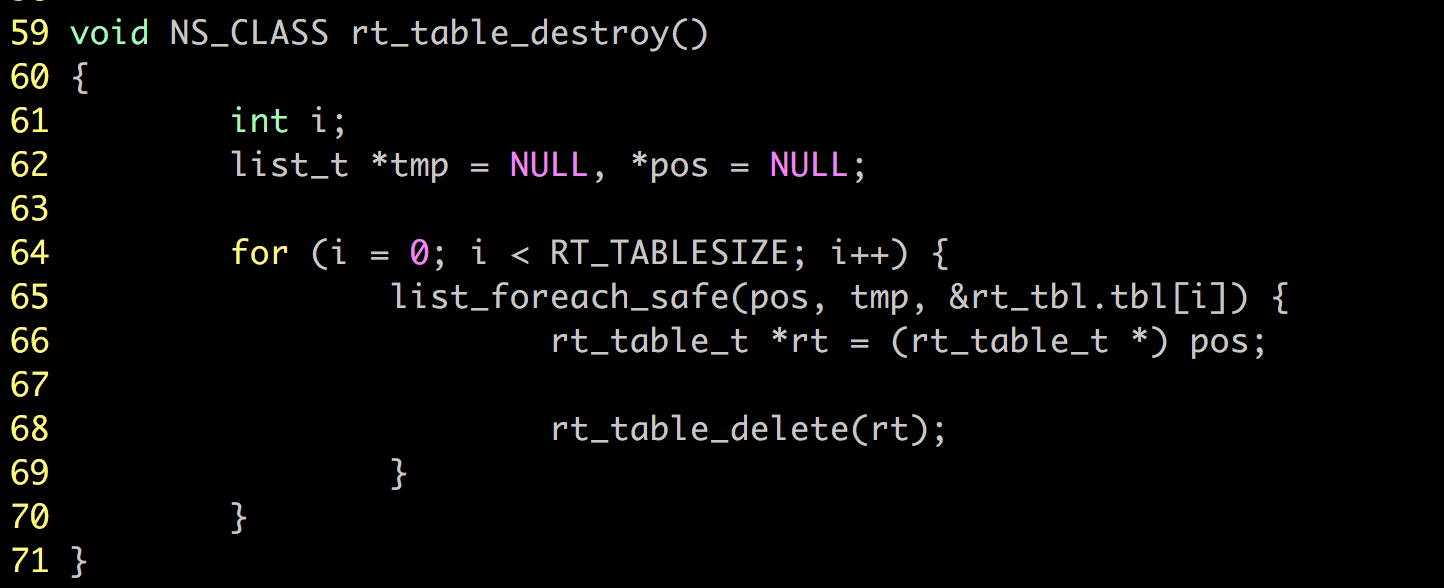 59 void NS_CLASS rt_table_destroy()
60 {
61         int i;
62         list_t *tmp = NULL, *pos = NULL;
63
64         for (i = 0; i < RT_TABLESIZE; i++) {
65                 list_foreach_safe(pos, tmp, &rt_tbl.tbl[i]) {
66                         rt_table_t *rt = (rt_table_t *) pos;
67
68                         rt_table_delete(rt);
69                 }
70         }
71 }